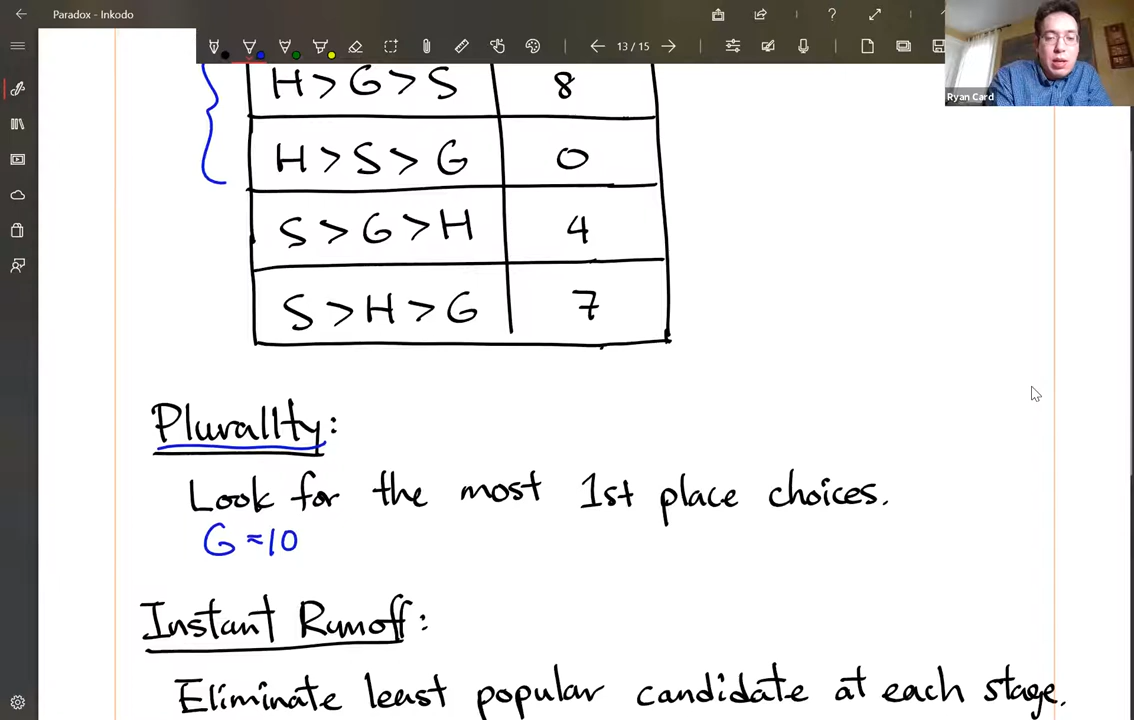 Paradox - Inkodo
13 / 15
Ryan Card
H > G > S 8
H > S > G 0
S > G > H 4
S > H > G 7
Plurality:
Look for the most 1st place choices.
G ≈ 10
Instant Runoff:
Eliminate least popular candidate at each stage.